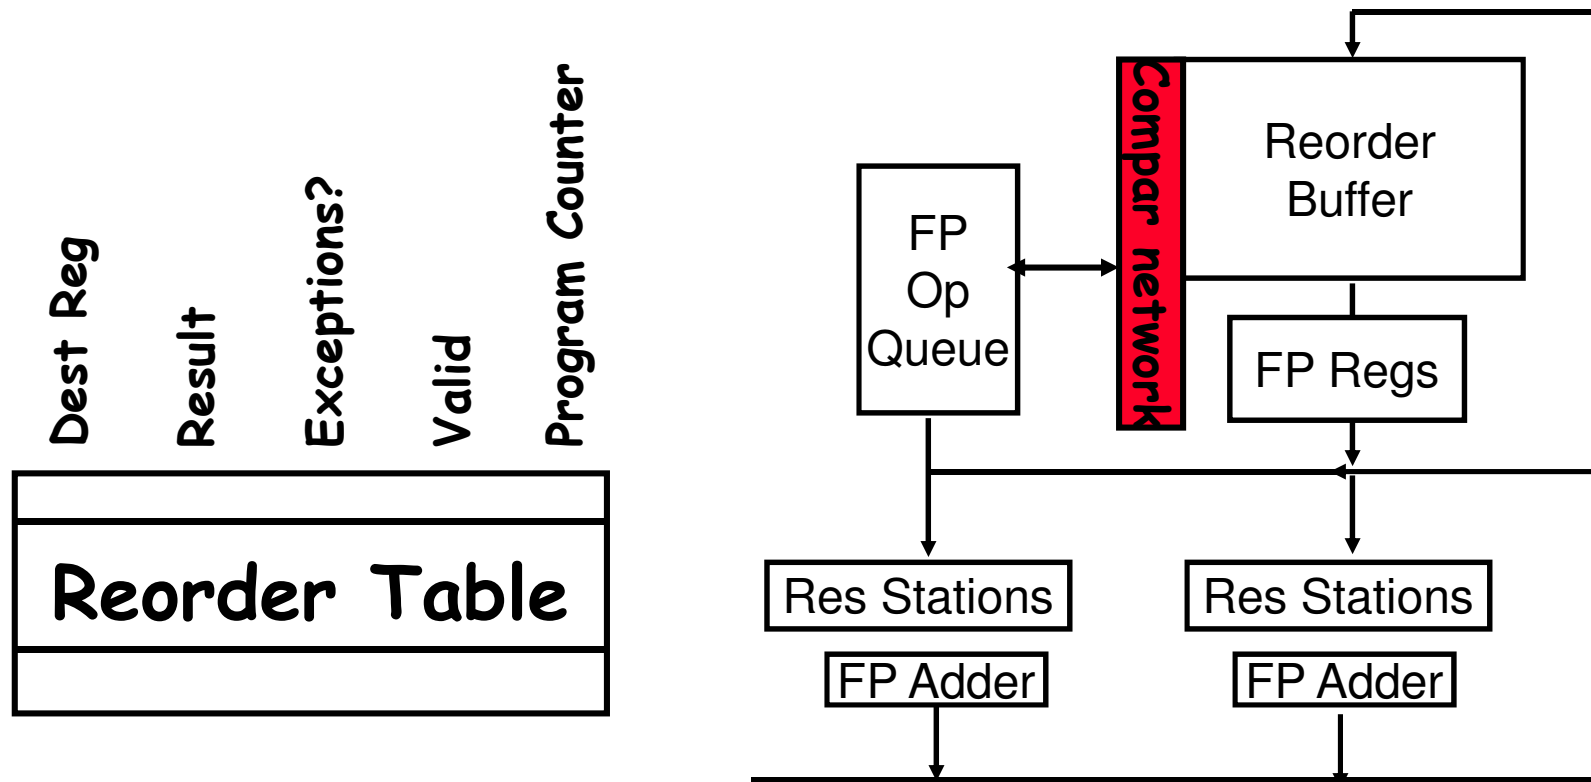 Dest Reg
Result
Exceptions?
Valid
Program Counter
Reorder Table
FP
Op
Queue
Compar network
Reorder
Buffer
FP Regs
Res Stations
Res Stations
FP Adder
FP Adder